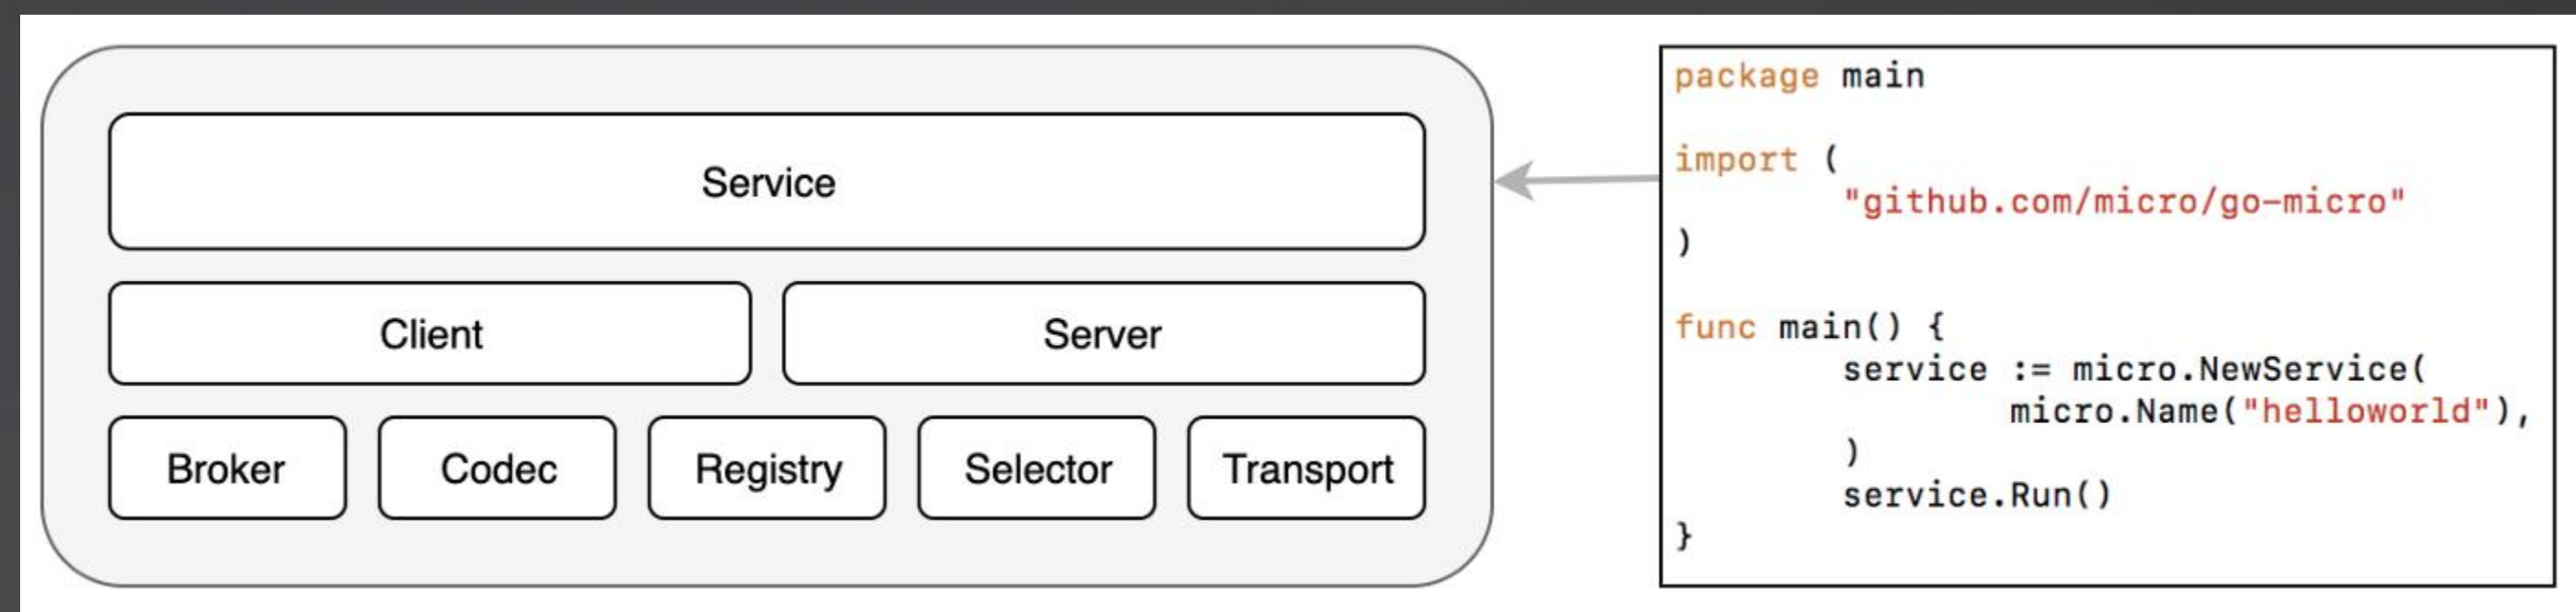 Service
Client
Server
Broker
Codec
Registry
Selector
Transport
package main
import (
"github.com/micro/go-micro"
)
func main() {
service := micro.NewService(
micro.Name("helloworld"),
)
service.Run()
}